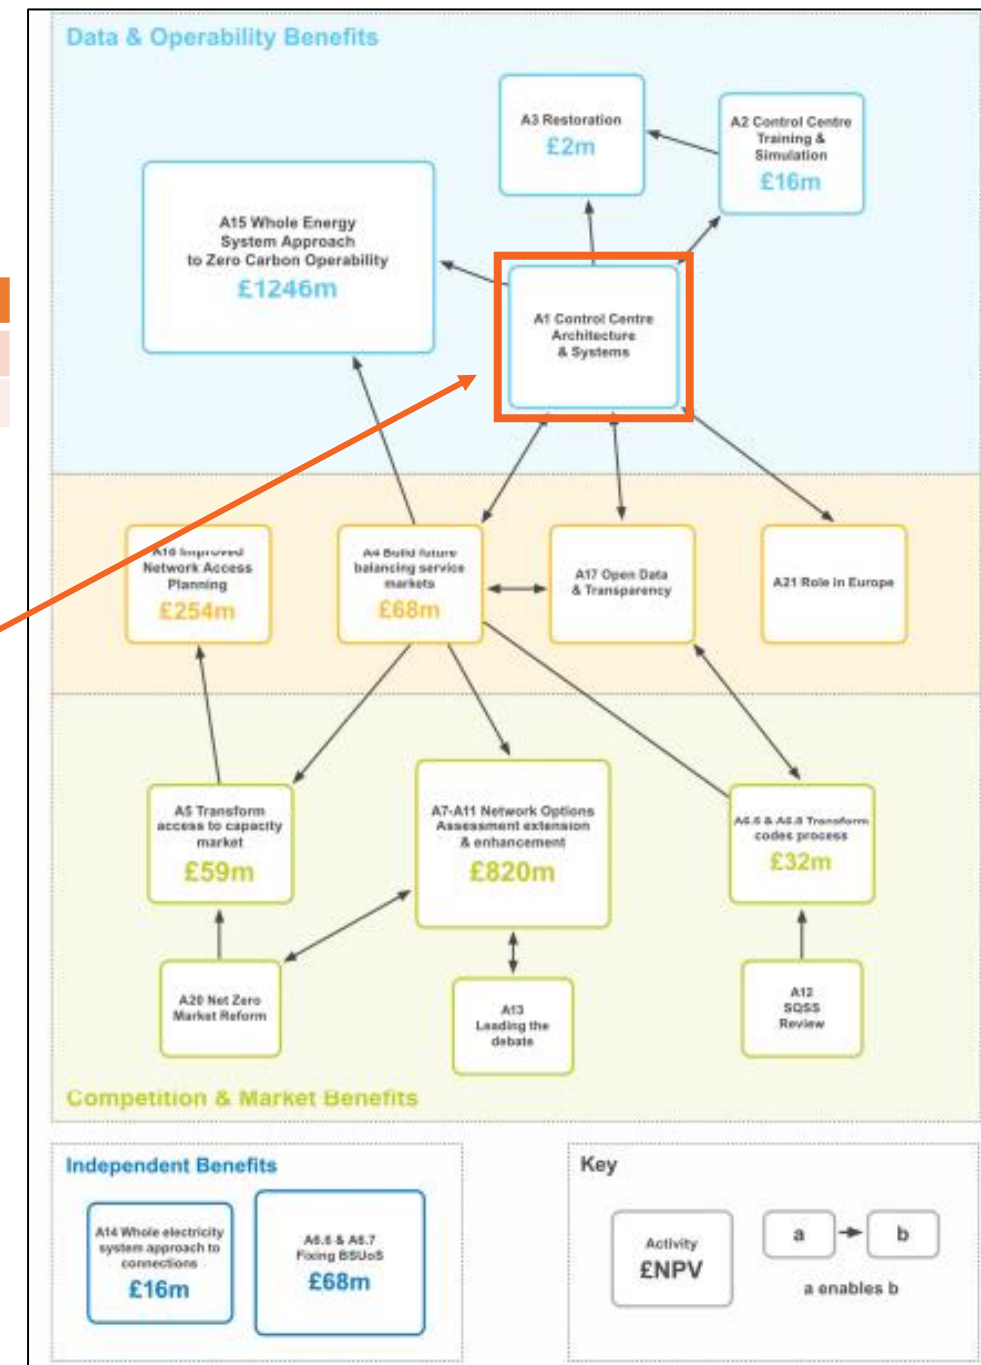 Data & Operability Benefits
A3 Restoration
£2m
A2 Control Centre
Training &
Simulation
£16m
A15 Whole Energy
System Approach
to Zero Carbon Operability
£1246m
A1 Control Centre
Architecture
& Systems
A16 Improved
Network Access
Planning
£254m
A4 Build future
balancing service
markets
£68m
A17 Open Data
& Transparency
A21 Role in Europe
A5 Transform
access to capacity
market
£59m
A7-A11 Network Options
Assessment extension
& enhancement
£820m
codes process
£32m
A20 Net Zero
Market Reform
A13
Leading the
debate
A12
SQSS
Review
Competition & Market Benefits
Independent Benefits
A14 Whole electricity
system approach to
connections
£16m
A6.6 & A6.7
Fixing BSUoS
£68m
Key
Activity
£NPV
a
b
a enables b